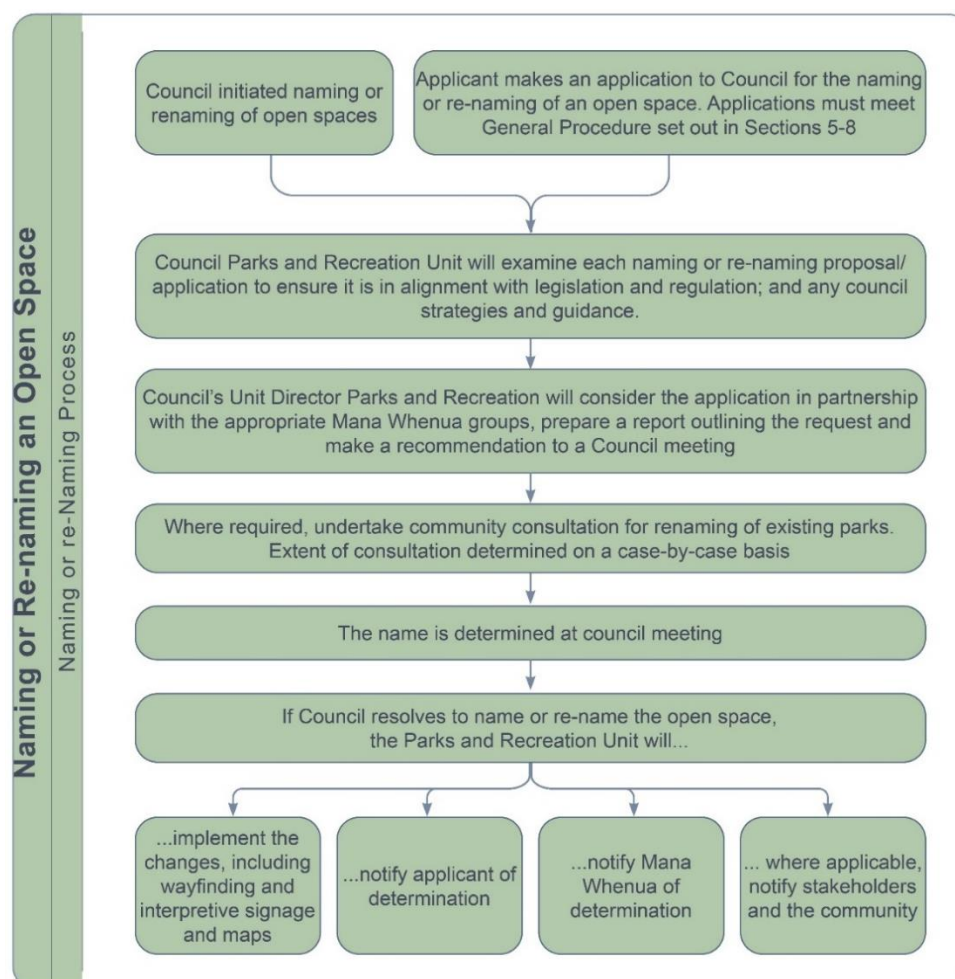 Naming or Re-naming an Open Space
Naming or re-Naming Process
Council initiated naming or
renaming of open spaces
Applicant makes an application to Council for the naming
or re-naming of an open space. Applications must meet
General Procedure set out in Sections 5-8
Council Parks and Recreation Unit will examine each naming or re-naming proposal/
application to ensure it is in alignment with legislation and regulation; and any council
strategies and guidance.
Council’s Unit Director Parks and Recreation will consider the application in partnership
with the appropriate Mana Whenua groups, prepare a report outlining the request and
make a recommendation to a Council meeting
Where required, undertake community consultation for renaming of existing parks.
Extent of consultation determined on a case-by-case basis
The name is determined at council meeting
If Council resolves to name or re-name the open space,
the Parks and Recreation Unit will...
...implement the
changes, including
wayfinding and
interpretive signage
and maps
...notify applicant of
determination
...notify Mana
Whenua of
determination
... where applicable,
notify stakeholders
and the community